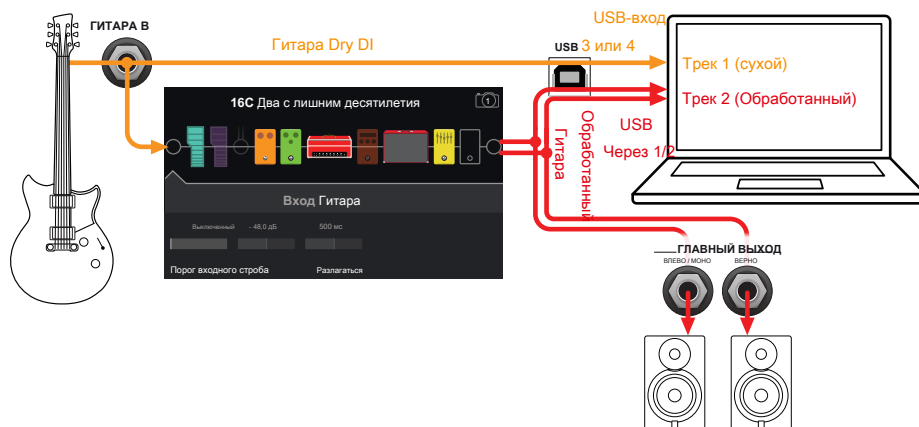 ГИТАРА В
USB-вход
Гитара Dry DI
USB 3 или 4
Трек 1 (сухой)
16C Два с лишним десятилетия
1
Трек 2 (Обработанный)
USB
Через 1/2
Гитара
Обработанный
Вход Гитара
Выключенный
- 48,0 дБ
500 мс
Порог входного строба
Разлагаться
ГЛАВНЫЙ ВЫХОД
ВЛЕВО / МОНО
ВЕРНО